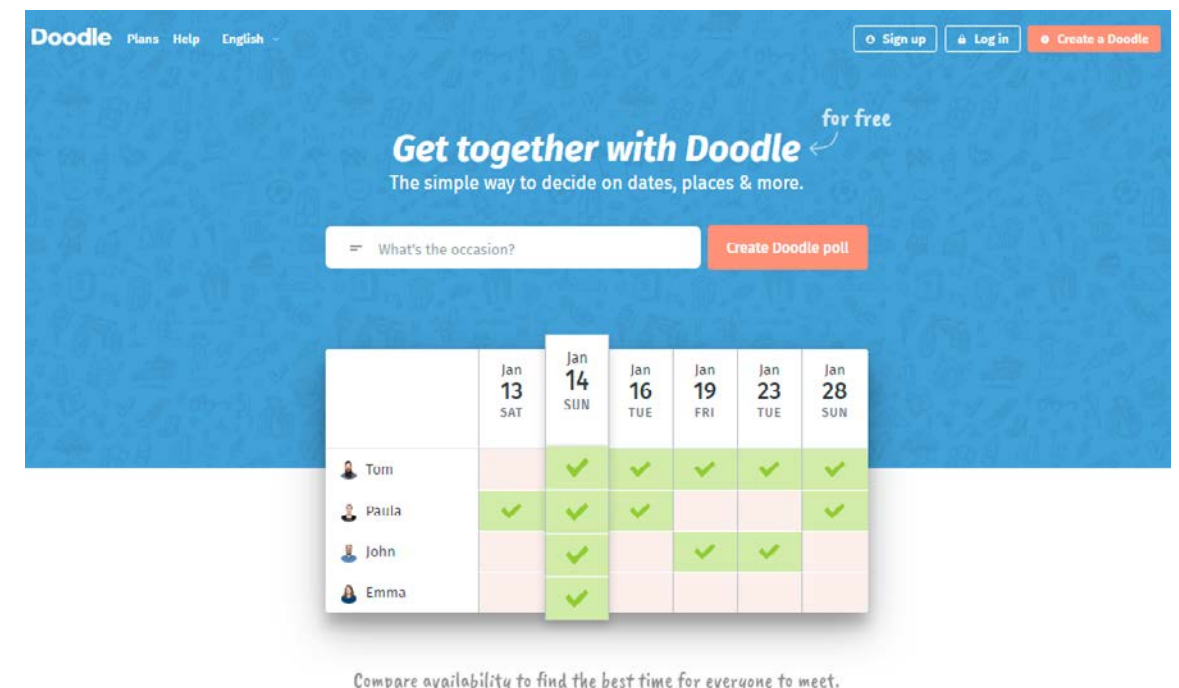 Doodle Plans Help English
Sign up Log in Create a Doodle
for free
Get together with Doodle
The simple way to decide on dates, places & more.
What's the occasion? Create Doodle poll
Jan Jan Jan Jan Jan Jan
13 14 16 19 23 28
SAT SUN TUE FRI TUE SUN
Tom
Paula
John
Emma
Compare availability to find the best time for everyone to meet.